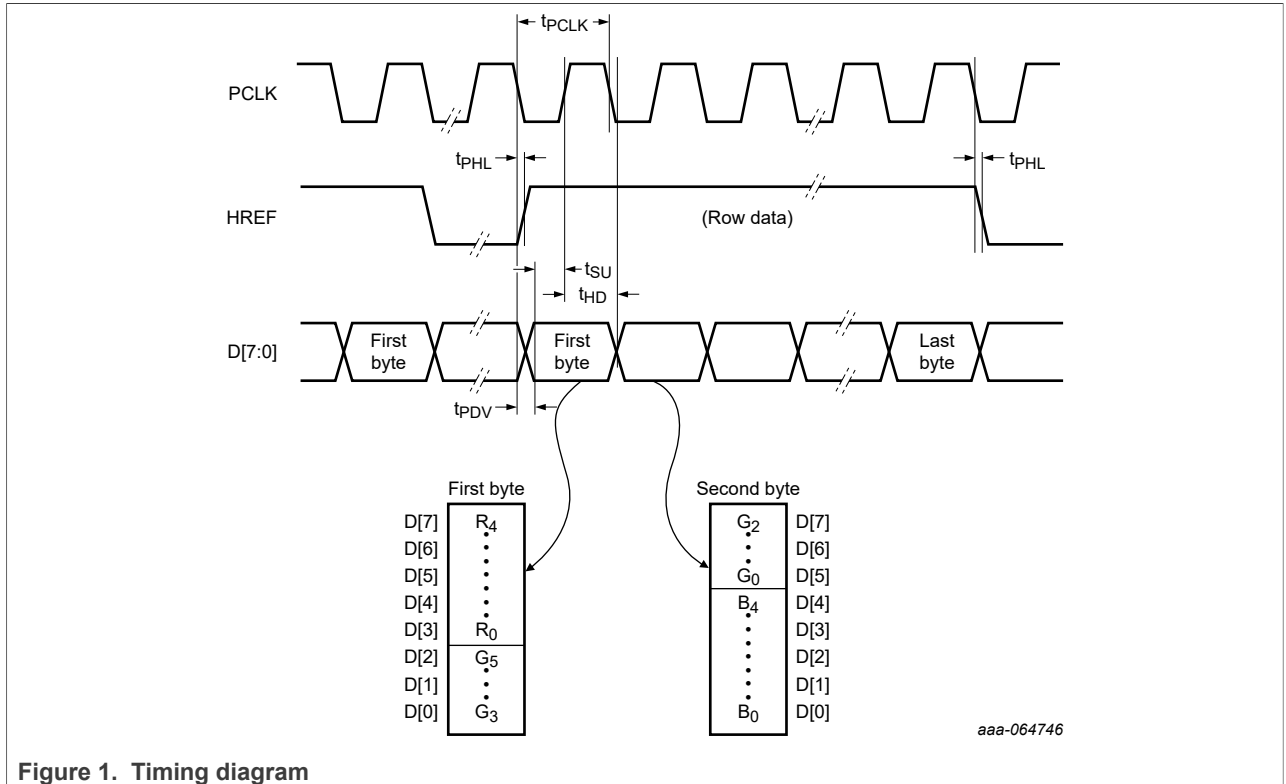 tPCLK
PCLK
tPHL
tPHL
HREF
(Row data)
tSU
tHD
D[7:0]
First
byte
First
byte
Last
byte
tPDV
First byte
Second byte
D[7] R4 G2 D[7]
D[6] D[6]
D[5] G0 D[5]
D[4] B4 D[4]
D[3] R0 D[3]
D[2] G5 D[2]
D[1] D[1]
D[0] G3 B0 D[0]
aaa-064746
Figure 1. Timing diagram